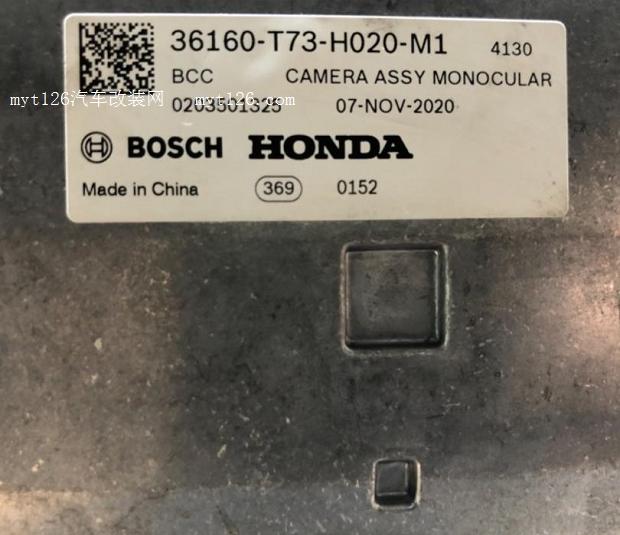 36160-T73-H020-M1 4130
BCC CAMERA ASSY MONOCULAR
myt126汽车改装网 myt126.com
0203301325 07-NOV-2020
BOSCH HONDA
Made in China 369 0152